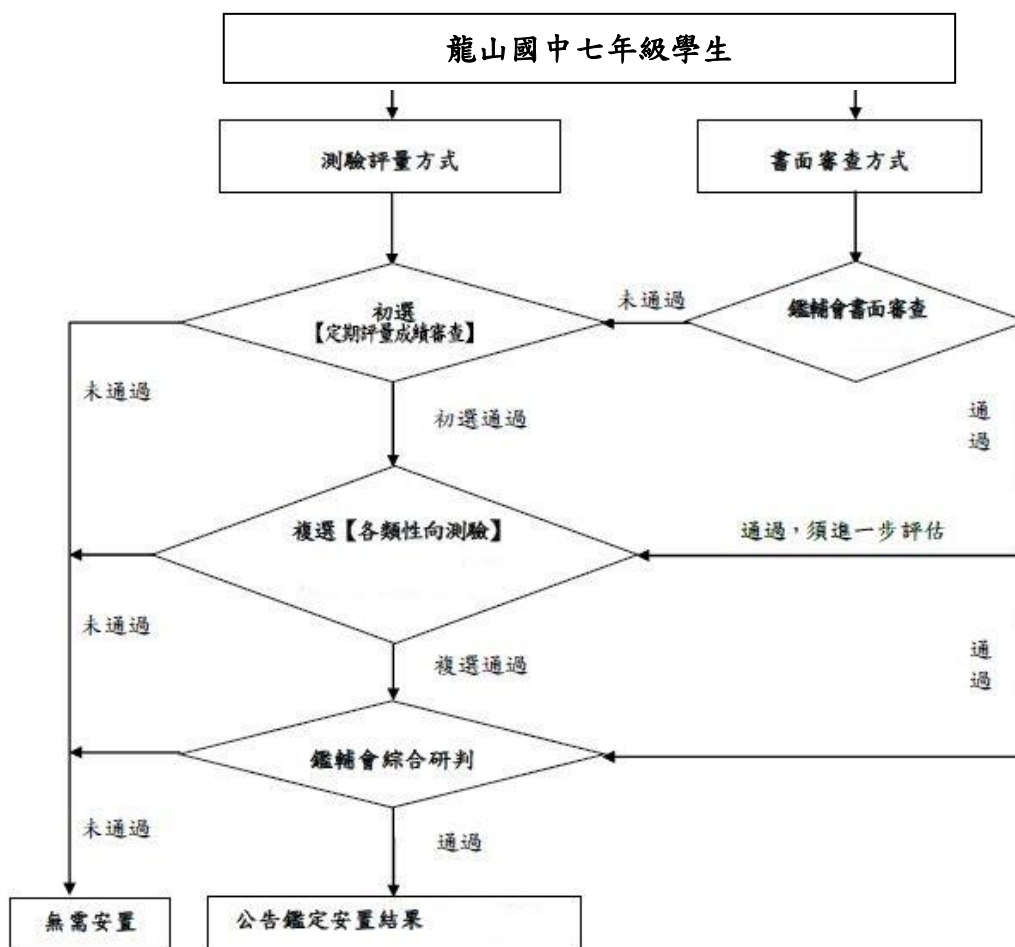 龍山國中七年級學生
測驗評量方式
書面審查方式
初選
【定期評量成績審查】
未通過
鑑輔會書面審查
未通過
初選通過
通
過
複選【各類性向測驗】
通過，須進一步評估
未通過
複選通過
通
過
鑑輔會綜合研判
未通過
通過
無需安置
公告鑑定安置結果